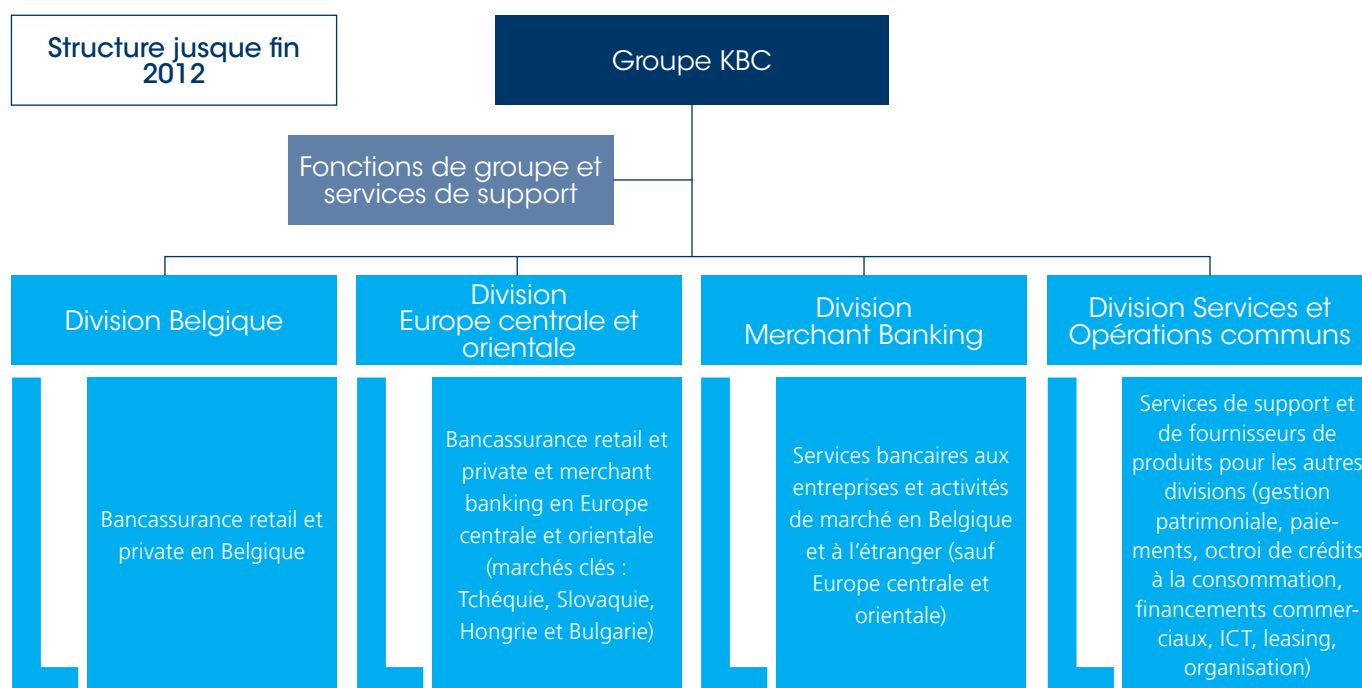 Structure jusque fin
2012
Groupe KBC
Fonctions de groupe et
services de support
Division Belgique
Division
Europe centrale et
orientale
Division
Merchant Banking
Division Services et
Opérations communs
Bancassurance retail et
private en Belgique
Bancassurance retail et
private et merchant
banking en Europe
centrale et orientale
(marchés clés :
Tchéquie, Slovaquie,
Hongrie et Bulgarie)
Services bancaires aux
entreprises et activités
de marché en Belgique
et à l’étranger (sauf
Europe centrale et
orientale)
Services de support et
de fournisseurs de
produits pour les autres
divisions (gestion
patrimoniale, paie-
ments, octroi de crédits
à la consommation,
financements commer-
ciaux, ICT, leasing,
organisation)